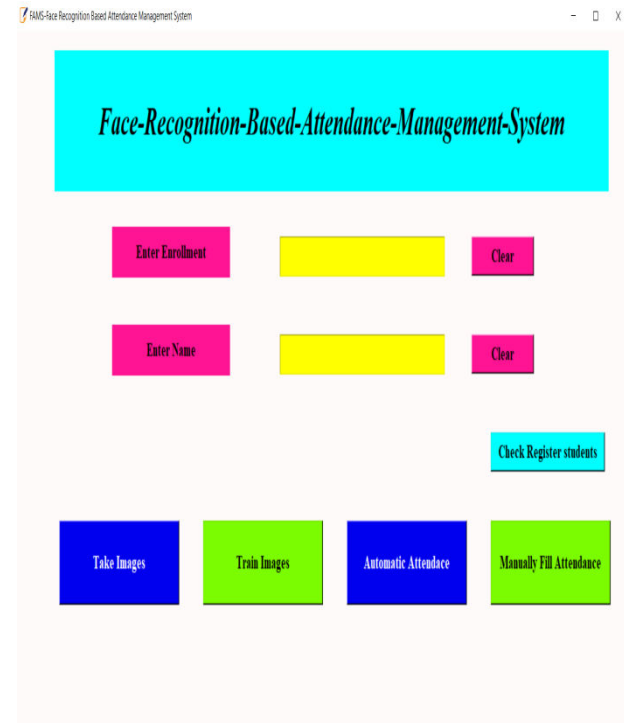 FAMS-Face Recognition Based Attendance Management System
Face-Recognition-Based-Attendance-Management-System
Enter Enrollment
Clear
Enter Name
Clear
Check Register students
Take Images
Train Images
Automatic Attendace
Manually Fill Attendance